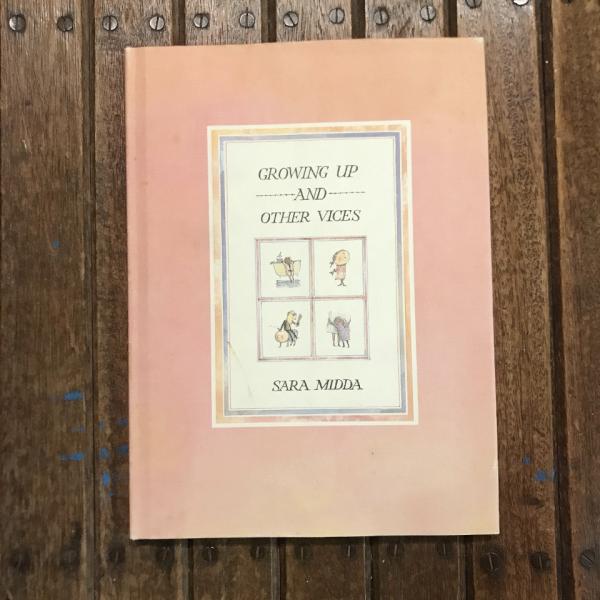 GROWING UP
AND
OTHER VICES
SARA MIDDA